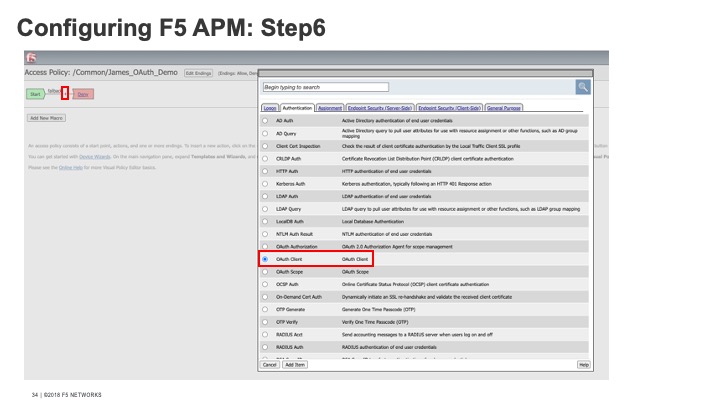 Configuring F5 APM: Step6
f5
Access Policy: /Common/James_OAuth_Demo Edit Endings (Endings: Allow, Deny
Start fallback Deny
Add New Macro
An access policy consists of a start point, actions, and one or more endings. To insert a new action, click on the
You can get started with Device Wizards. On the main navigation pane, expand Templates and Wizards, and
Please see the Online Help for more Visual Policy Editor basics.
Begin typing to search
Logon Authentication Assignment Endpoint Security (Server-Side) Endpoint Security (Client-Side) General Purpose
AD Auth Active Directory authentication of end user credentials
AD Query Active Directory query to pull user attributes for use with resource assignment or other functions, such as AD group mapping
Client Cert Inspection Check the result of client certificate authentication by the Local Traffic Client SSL profile
CRLDP Auth Certificate Revocation List Distribution Point (CRLDP) client certificate authentication
HTTP Auth HTTP authentication of end user credentials
Kerberos Auth Kerberos authentication, typically following an HTTP 401 Response action
LDAP Auth LDAP authentication of end user credentials
LDAP Query LDAP query to pull user attributes for use with resource assignment or other functions, such as LDAP group mapping
LocalDB Auth Local Database Authentication
NTLM Auth Result NTLM authentication of end user credentials
OAuth Authorization OAuth 2.0 Authorization Agent for scope management
OAuth Client OAuth Client
OAuth Scope OAuth Scope
OCSP Auth Online Certificate Status Protocol (OCSP) client certificate authentication
On-Demand Cert Auth Dynamically initiate an SSL re-handshake and validate the received client certificate
OTP Generate Generate One Time Passcode (OTP)
OTP Verify Verify One Time Passcode (OTP)
RADIUS Acct Send accounting messages to a RADIUS server when users log on and off
RADIUS Auth RADIUS authentication of end user credentials
Cancel Add Item Help
34 | ©2018 F5 NETWORKS